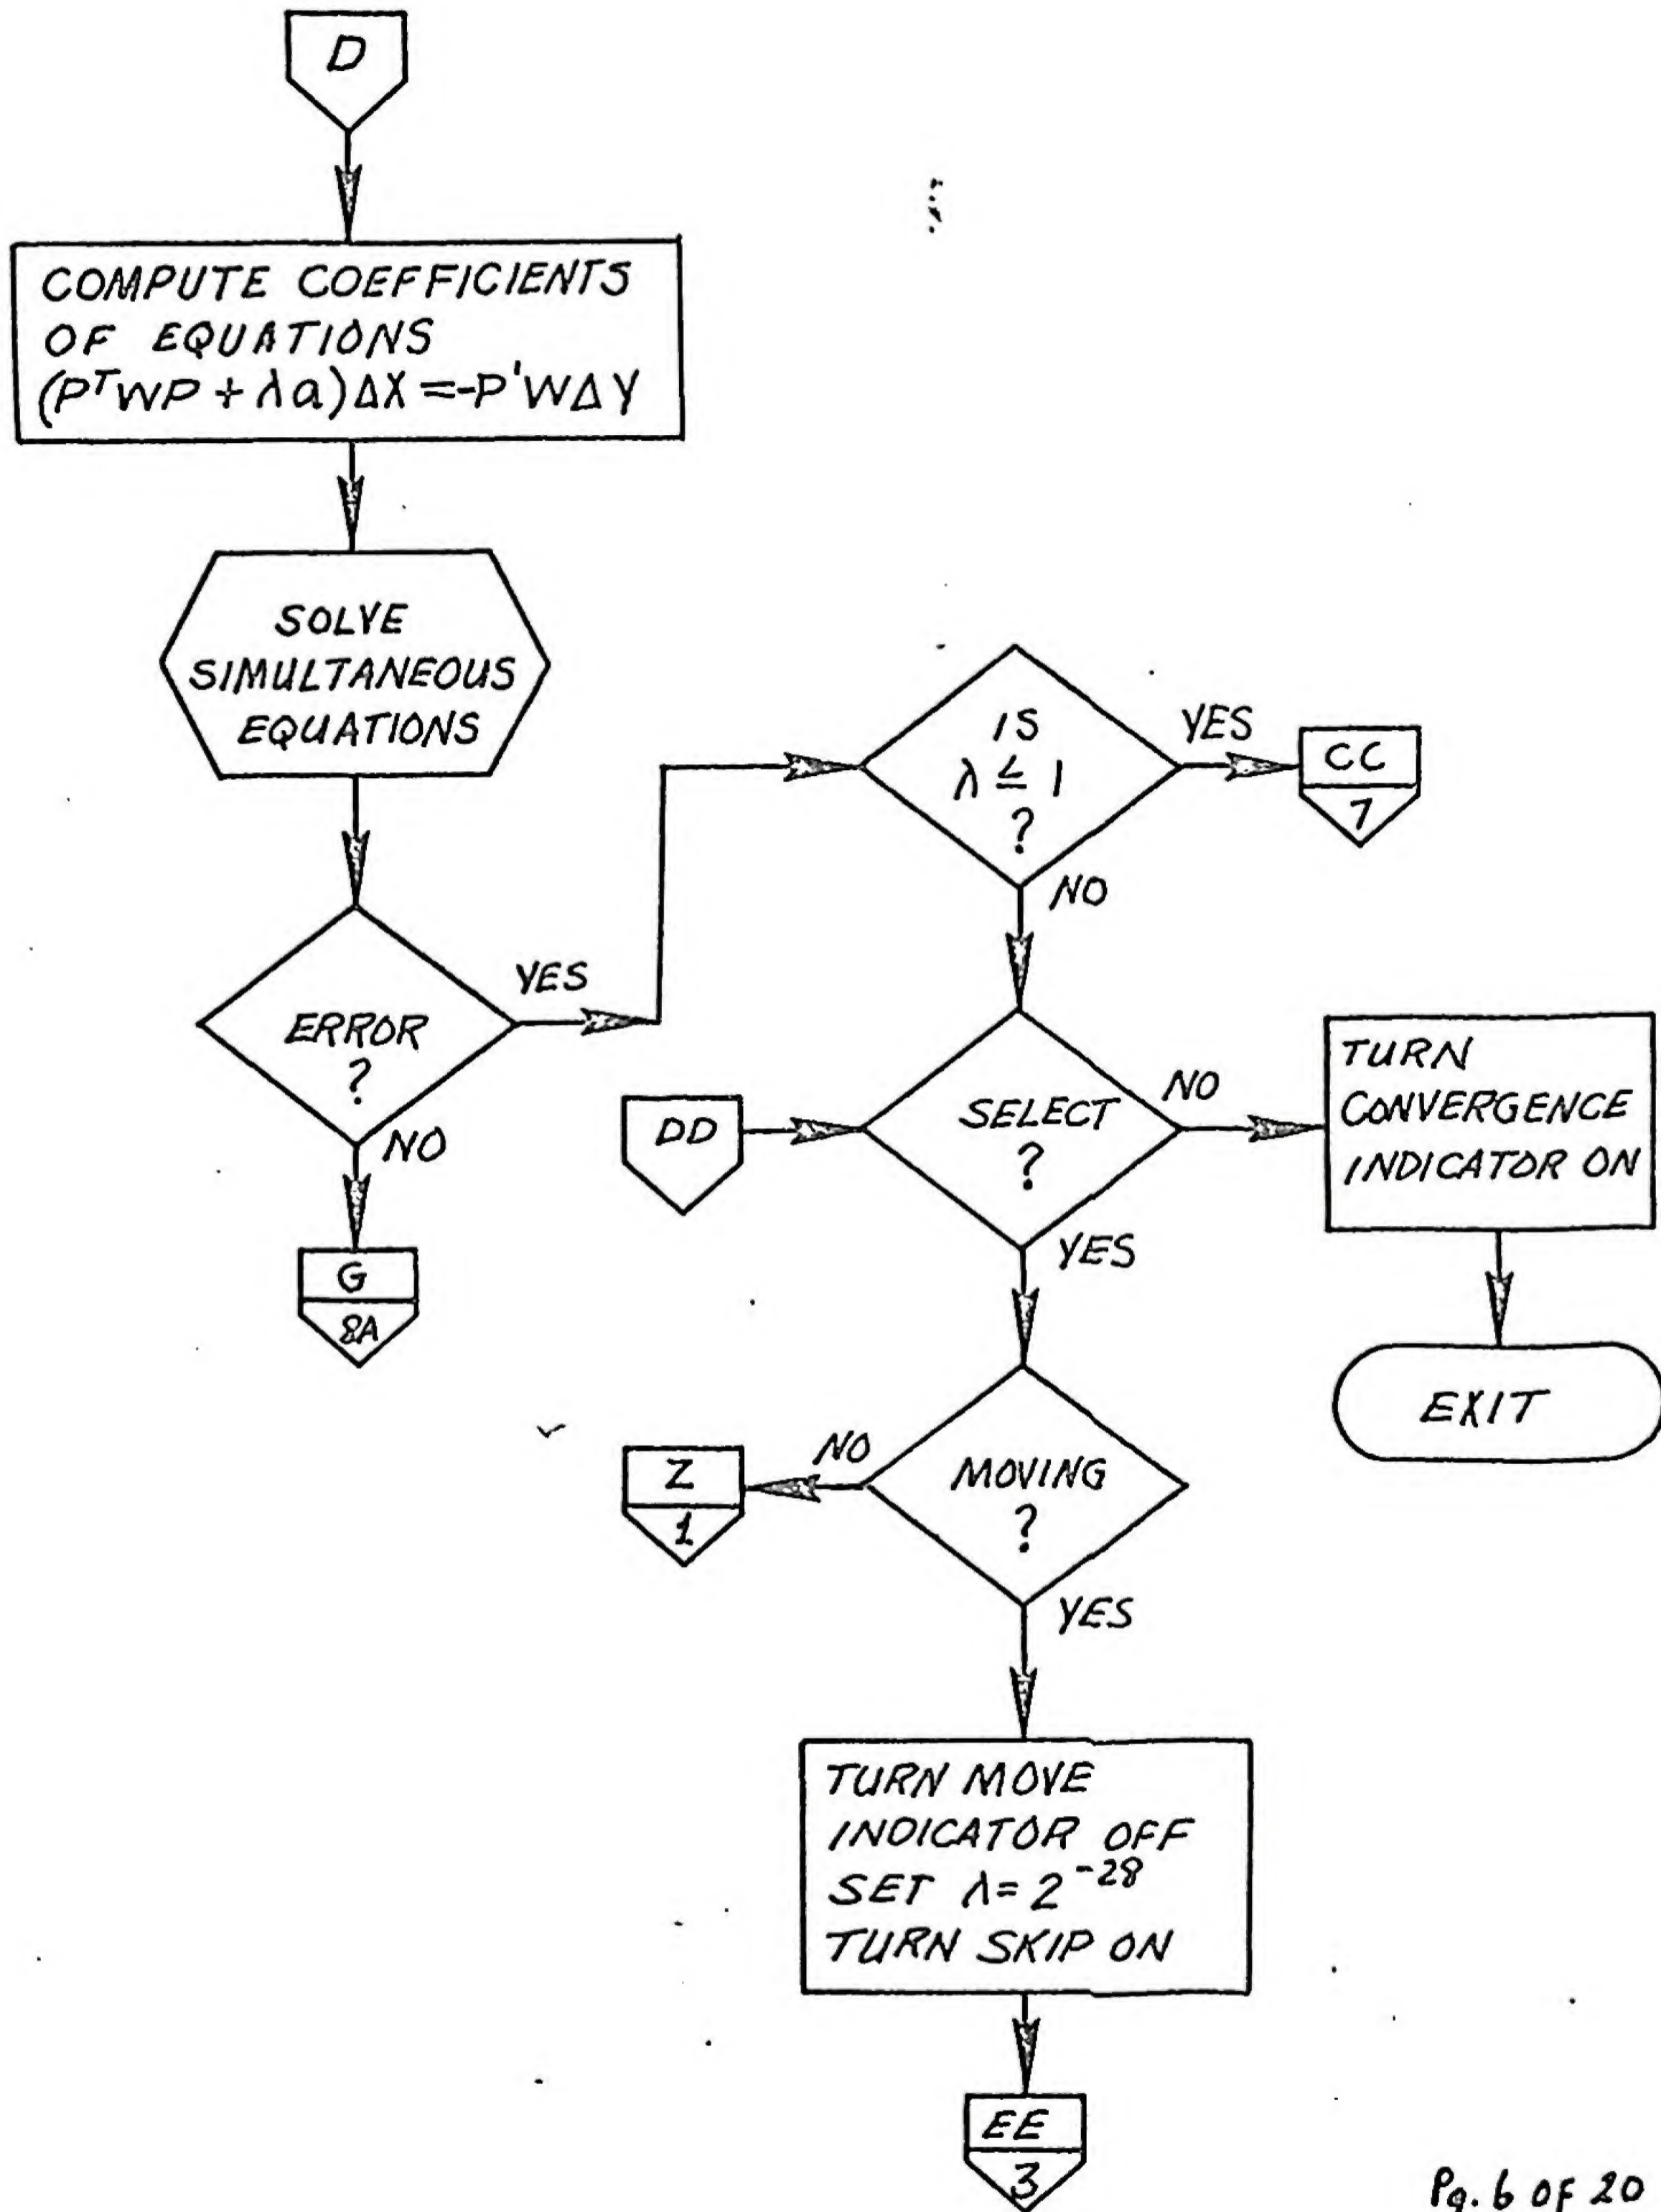 D
COMPUTE COEFFICIENTS
OF EQUATIONS
(PᵀWP + λa)ΔX =-P'WΔY
SOLVE
SIMULTANEOUS
EQUATIONS
ERROR
?
YES
NO
G
8A
IS
λ ≤ 1
?
YES
CC
7
NO
DD
SELECT
?
NO
TURN
CONVERGENCE
INDICATOR ON
EXIT
YES
MOVING
?
NO
Z
1
YES
TURN MOVE
INDICATOR OFF
SET λ = 2⁻²⁸
TURN SKIP ON
EE
3
Pg. 6 OF 20